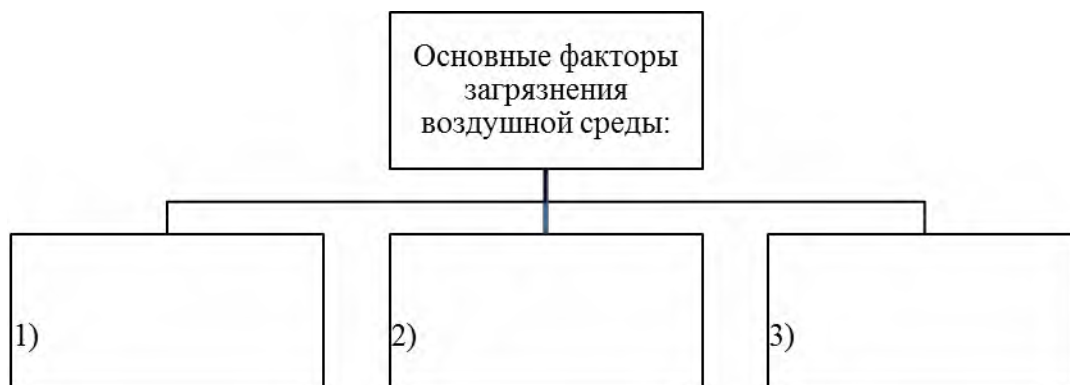 Основные факторы
загрязнения
воздушной среды:
1)
2)
3)